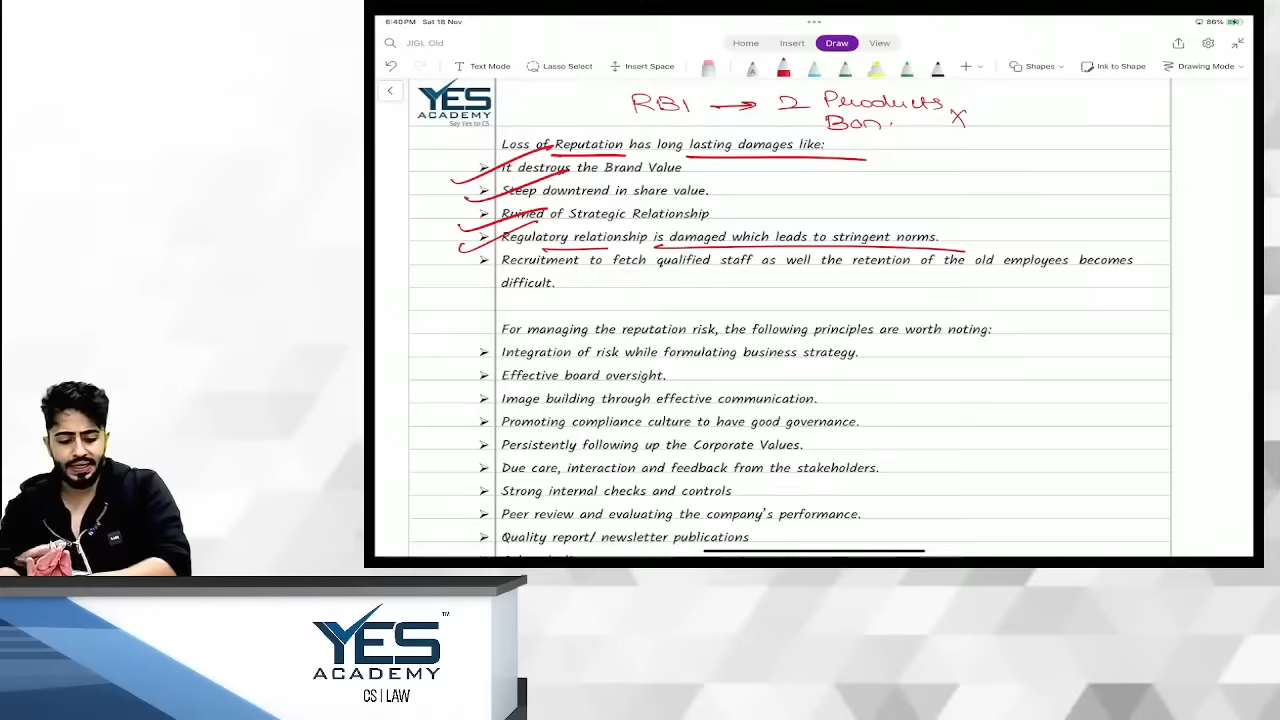 6:40 PM Sat 18 Nov
86%
JIGL Old
Home Insert Draw View
Text Mode Lasso Select Insert Space Shapes Ink to Shape Drawing Mode
YES
ACADEMY
Say Yes to CS
RBI → 2 Products X
Ban.
Loss of Reputation has long lasting damages like:
➤ It destrous the Brand Value
➤ Steep downtrend in share value.
➤ Ruined of Strategic Relationship
➤ Regulatory relationship is damaged which leads to stringent norms.
➤ Recruitment to fetch qualified staff as well the retention of the old employees becomes
difficult.
For managing the reputation risk, the following principles are worth noting:
➤ Integration of risk while formulating business strategy.
➤ Effective board oversight.
➤ Image building through effective communication.
➤ Promoting compliance culture to have good governance.
➤ Persistently following up the Corporate Values.
➤ Due care, interaction and feedback from the stakeholders.
➤ Strong internal checks and controls
➤ Peer review and evaluating the company's performance.
➤ Quality report/ newsletter publications
YES ™
ACADEMY
CS | LAW